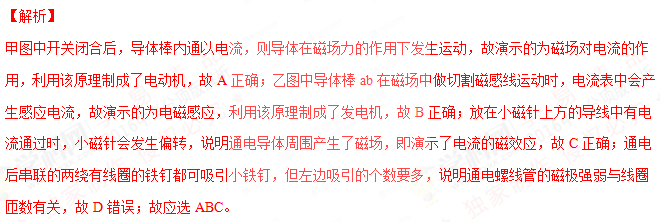 【解析】
甲图中开关闭合后，导体棒内通以电流，则导体在磁场力的作用下发生运动，故演示的为磁场对电流的作
用，利用该原理制成了电动机，故 A 正确；乙图中导体棒 ab 在磁场中做切割磁感线运动时，电流表中会产
生感应电流，故演示的为电磁感应，利用该原理制成了发电机，故 B 正确；放在小磁针上方的导线中有电
流通过时，小磁针会发生偏转，说明通电导体周围产生了磁场，即演示了电流的磁效应，故 C 正确；通电
后串联的两绕有线圈的铁钉都可吸引小铁钉，但左边吸引的个数要多，说明通电螺线管的磁极强弱与线圈
匝数有关，故 D 错误；故应选 ABC。